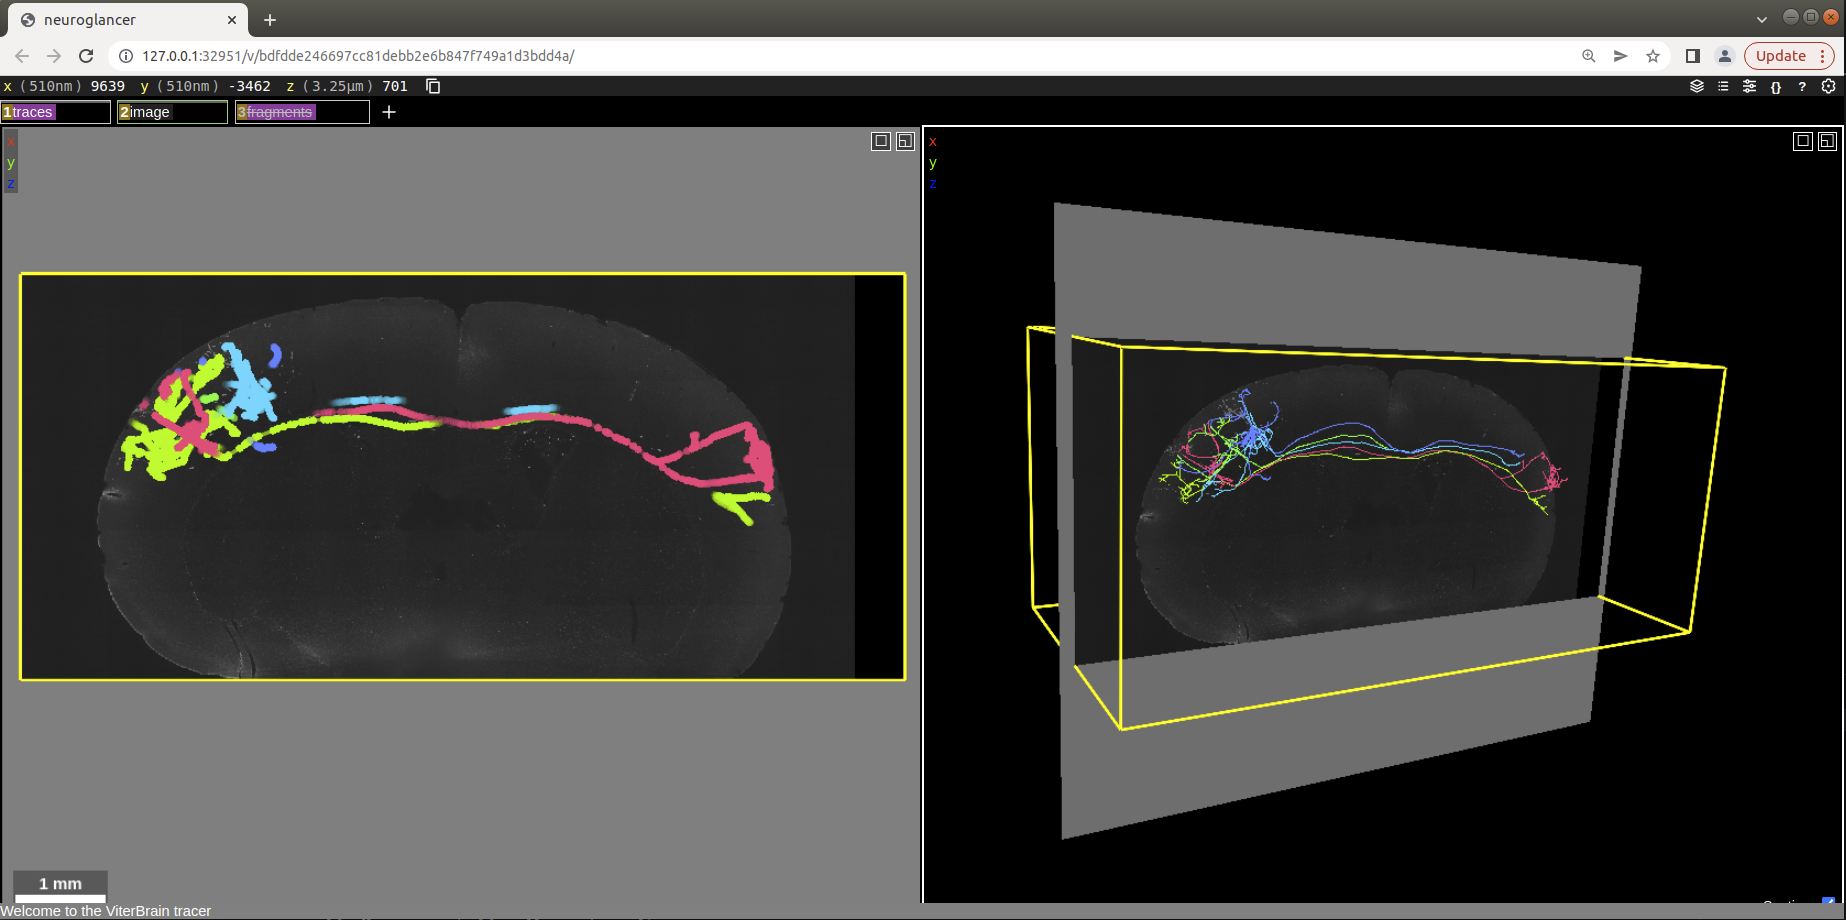 neuroglancer
127.0.0.1:32951/v/bdfdde246697cc81debb2e6b847f749a1d3bdd4a/
Update
x (510nm) 9639 y (510nm) -3462 z (3.25μm) 701
{} ?
1traces 2image 3fragments
x
y
z
x
y
z
1 mm
Welcome to the ViterBrain tracer